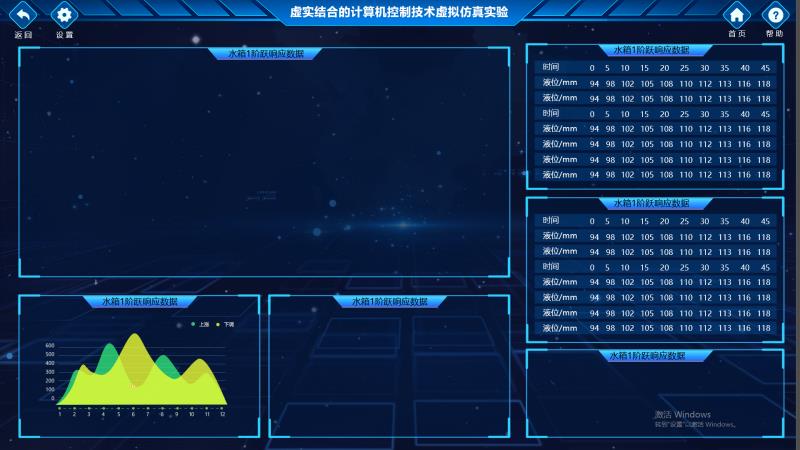 虚实结合的计算机控制技术虚拟仿真实验
返回
设置
首页
帮助
水箱1阶跃响应数据
水箱1阶跃响应数据
时间 0 5 10 15 20 25 30 35 40 45
液位/mm 94 98 102 105 108 110 112 113 116 118
液位/mm 94 98 102 105 108 110 112 113 116 118
时间 0 5 10 15 20 25 30 35 40 45
液位/mm 94 98 102 105 108 110 112 113 116 118
液位/mm 94 98 102 105 108 110 112 113 116 118
液位/mm 94 98 102 105 108 110 112 113 116 118
液位/mm 94 98 102 105 108 110 112 113 116 118
水箱1阶跃响应数据
时间 0 5 10 15 20 25 30 35 40 45
液位/mm 94 98 102 105 108 110 112 113 116 118
液位/mm 94 98 102 105 108 110 112 113 116 118
时间 0 5 10 15 20 25 30 35 40 45
液位/mm 94 98 102 105 108 110 112 113 116 118
液位/mm 94 98 102 105 108 110 112 113 116 118
液位/mm 94 98 102 105 108 110 112 113 116 118
液位/mm 94 98 102 105 108 110 112 113 116 118
水箱1阶跃响应数据
上涨 下调
600
500
400
300
200
100
0
1 2 3 4 5 6 7 8 9 10 11 12
水箱1阶跃响应数据
水箱1阶跃响应数据
激活 Windows
转到"设置"以激活 Windows。